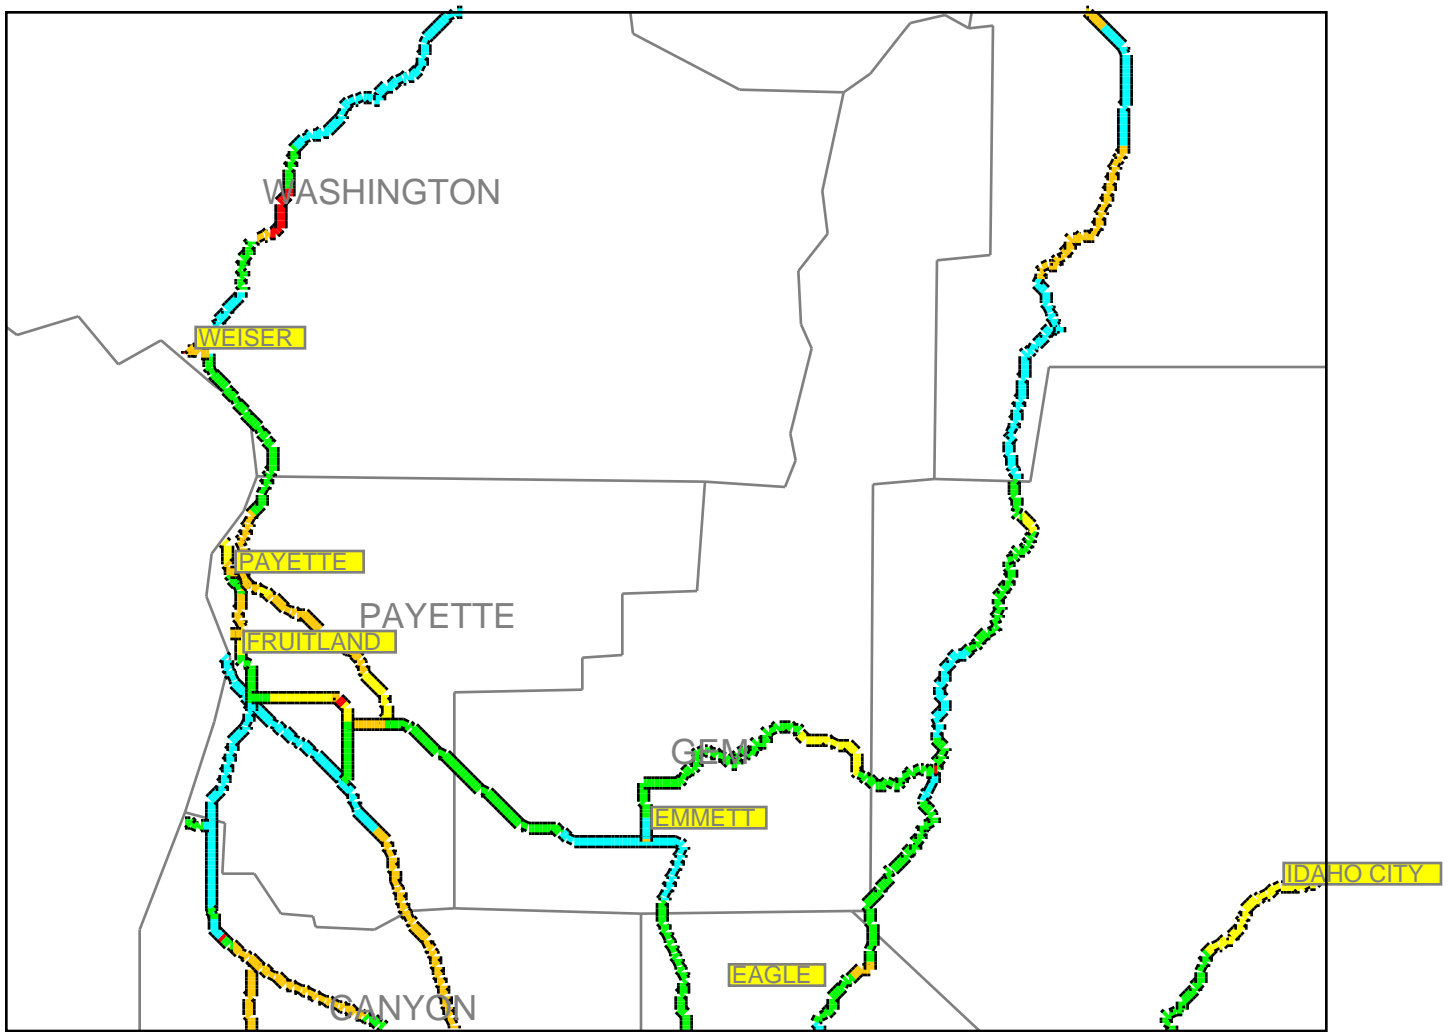 WASHINGTON
WEISER
PAYETTE
PAYETTE
FRUITLAND
GEM
EMMETT
IDAHO CITY
EAGLE
CANYON